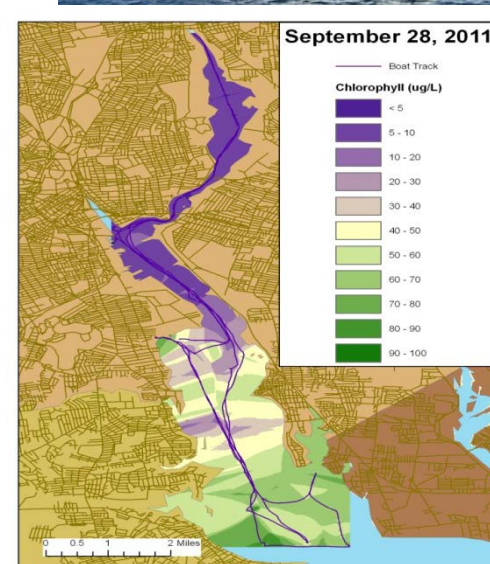 September 28, 2011
Boat Track
Chlorophyll (ug/L)
< 5
5 - 10
10 - 20
20 - 30
30 - 40
40 - 50
50 - 60
60 - 70
70 - 80
80 - 90
90 - 100
0 0.5 1 2 Miles